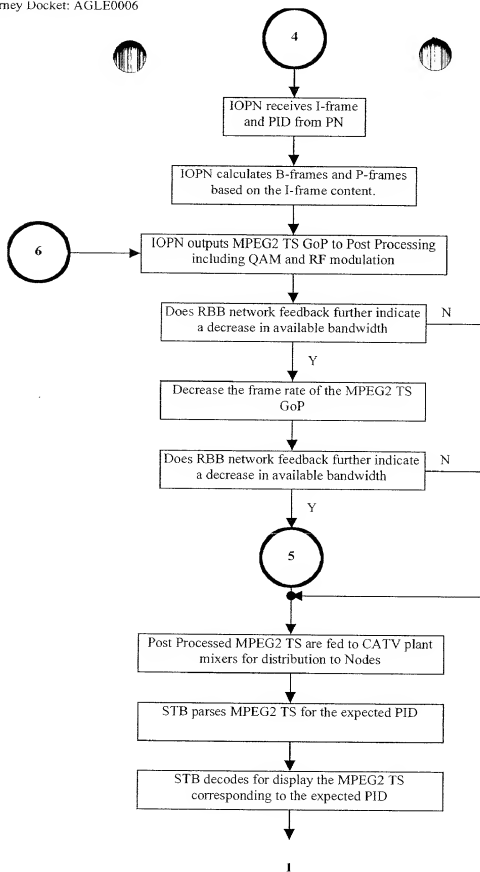 rney Docket: AGLE0006
4
IOPN receives I-frame
and PID from PN
IOPN calculates B-frames and P-frames
based on the I-frame content.
6
IOPN outputs MPEG2 TS GoP to Post Processing
including QAM and RF modulation
Does RBB network feedback further indicate
a decrease in available bandwidth
N
Y
Decrease the frame rate of the MPEG2 TS
GoP
Does RBB network feedback further indicate
a decrease in available bandwidth
N
Y
5
Post Processed MPEG2 TS are fed to CATV plant
mixers for distribution to Nodes
STB parses MPEG2 TS for the expected PID
STB decodes for display the MPEG2 TS
corresponding to the expected PID
1